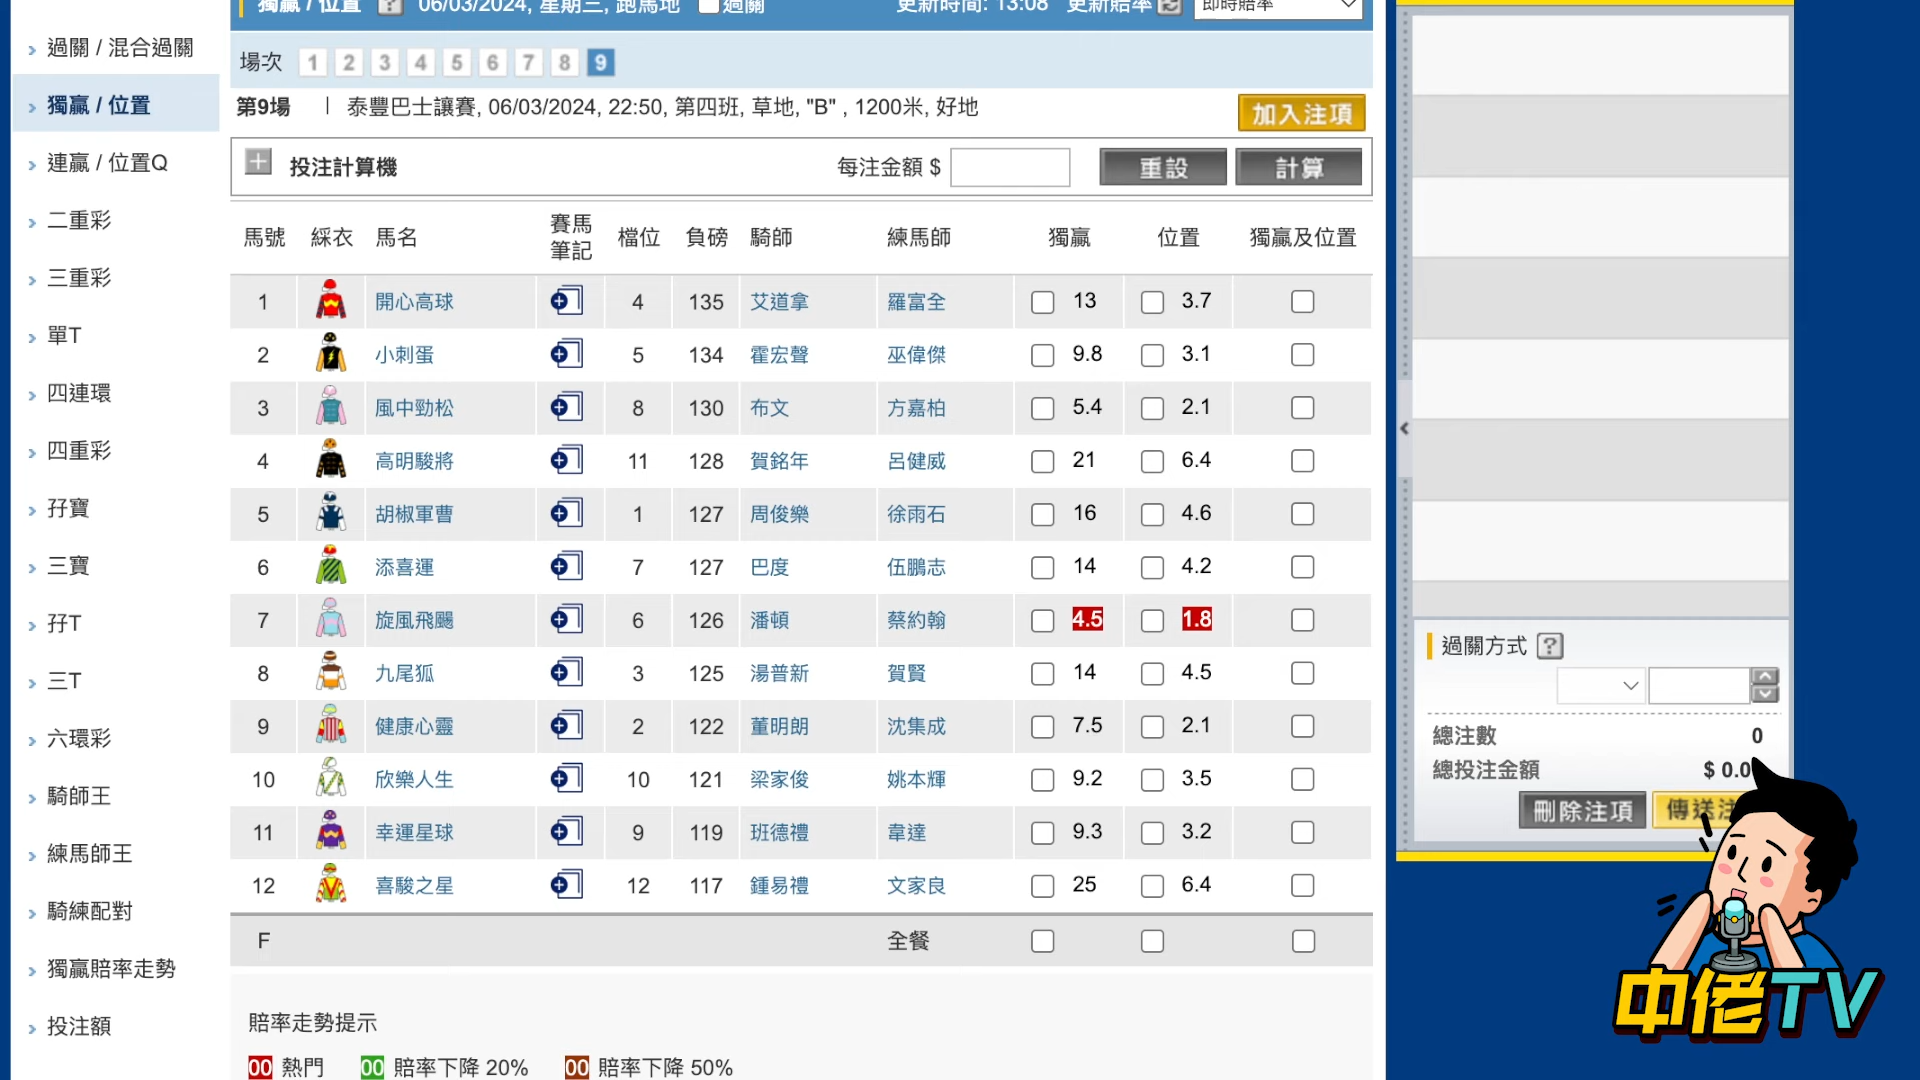 獨贏 / 位置 06/03/2024, 星期三, 跑馬地 過關 更新時間: 13:08 更新賠率 即時賠率
過關 / 混合過關
獨贏 / 位置
連贏 / 位置Q
二重彩
三重彩
單T
四連環
四重彩
孖寶
三寶
孖T
三T
六環彩
騎師王
練馬師王
騎練配對
獨贏賠率走勢
投注額
場次 1 2 3 4 5 6 7 8 9
第9場 | 泰豐巴士讓賽, 06/03/2024, 22:50, 第四班, 草地, "B" , 1200米, 好地 加入注項
投注計算機 每注金額 $ 重設 計算
馬號 綵衣 馬名 賽馬筆記 檔位 負磅 騎師 練馬師 獨贏 位置 獨贏及位置
1 開心高球 4 135 艾道拿 羅富全 13 3.7
2 小刺蛋 5 134 霍宏聲 巫偉傑 9.8 3.1
3 風中勁松 8 130 布文 方嘉柏 5.4 2.1
4 高明駿將 11 128 賀銘年 呂健威 21 6.4
5 胡椒軍曹 1 127 周俊樂 徐雨石 16 4.6
6 添喜運 7 127 巴度 伍鵬志 14 4.2
7 旋風飛颺 6 126 潘頓 蔡約翰 4.5 1.8
8 九尾狐 3 125 湯普新 賀賢 14 4.5
9 健康心靈 2 122 董明朗 沈集成 7.5 2.1
10 欣樂人生 10 121 梁家俊 姚本輝 9.2 3.5
11 幸運星球 9 119 班德禮 韋達 9.3 3.2
12 喜駿之星 12 117 鍾易禮 文家良 25 6.4
F 全餐
賠率走勢提示
00 熱門 00 賠率下降 20% 00 賠率下降 50%
過關方式 ?
總注數 0
總投注金額 $ 0.0
刪除注項 傳送注
中佬TV